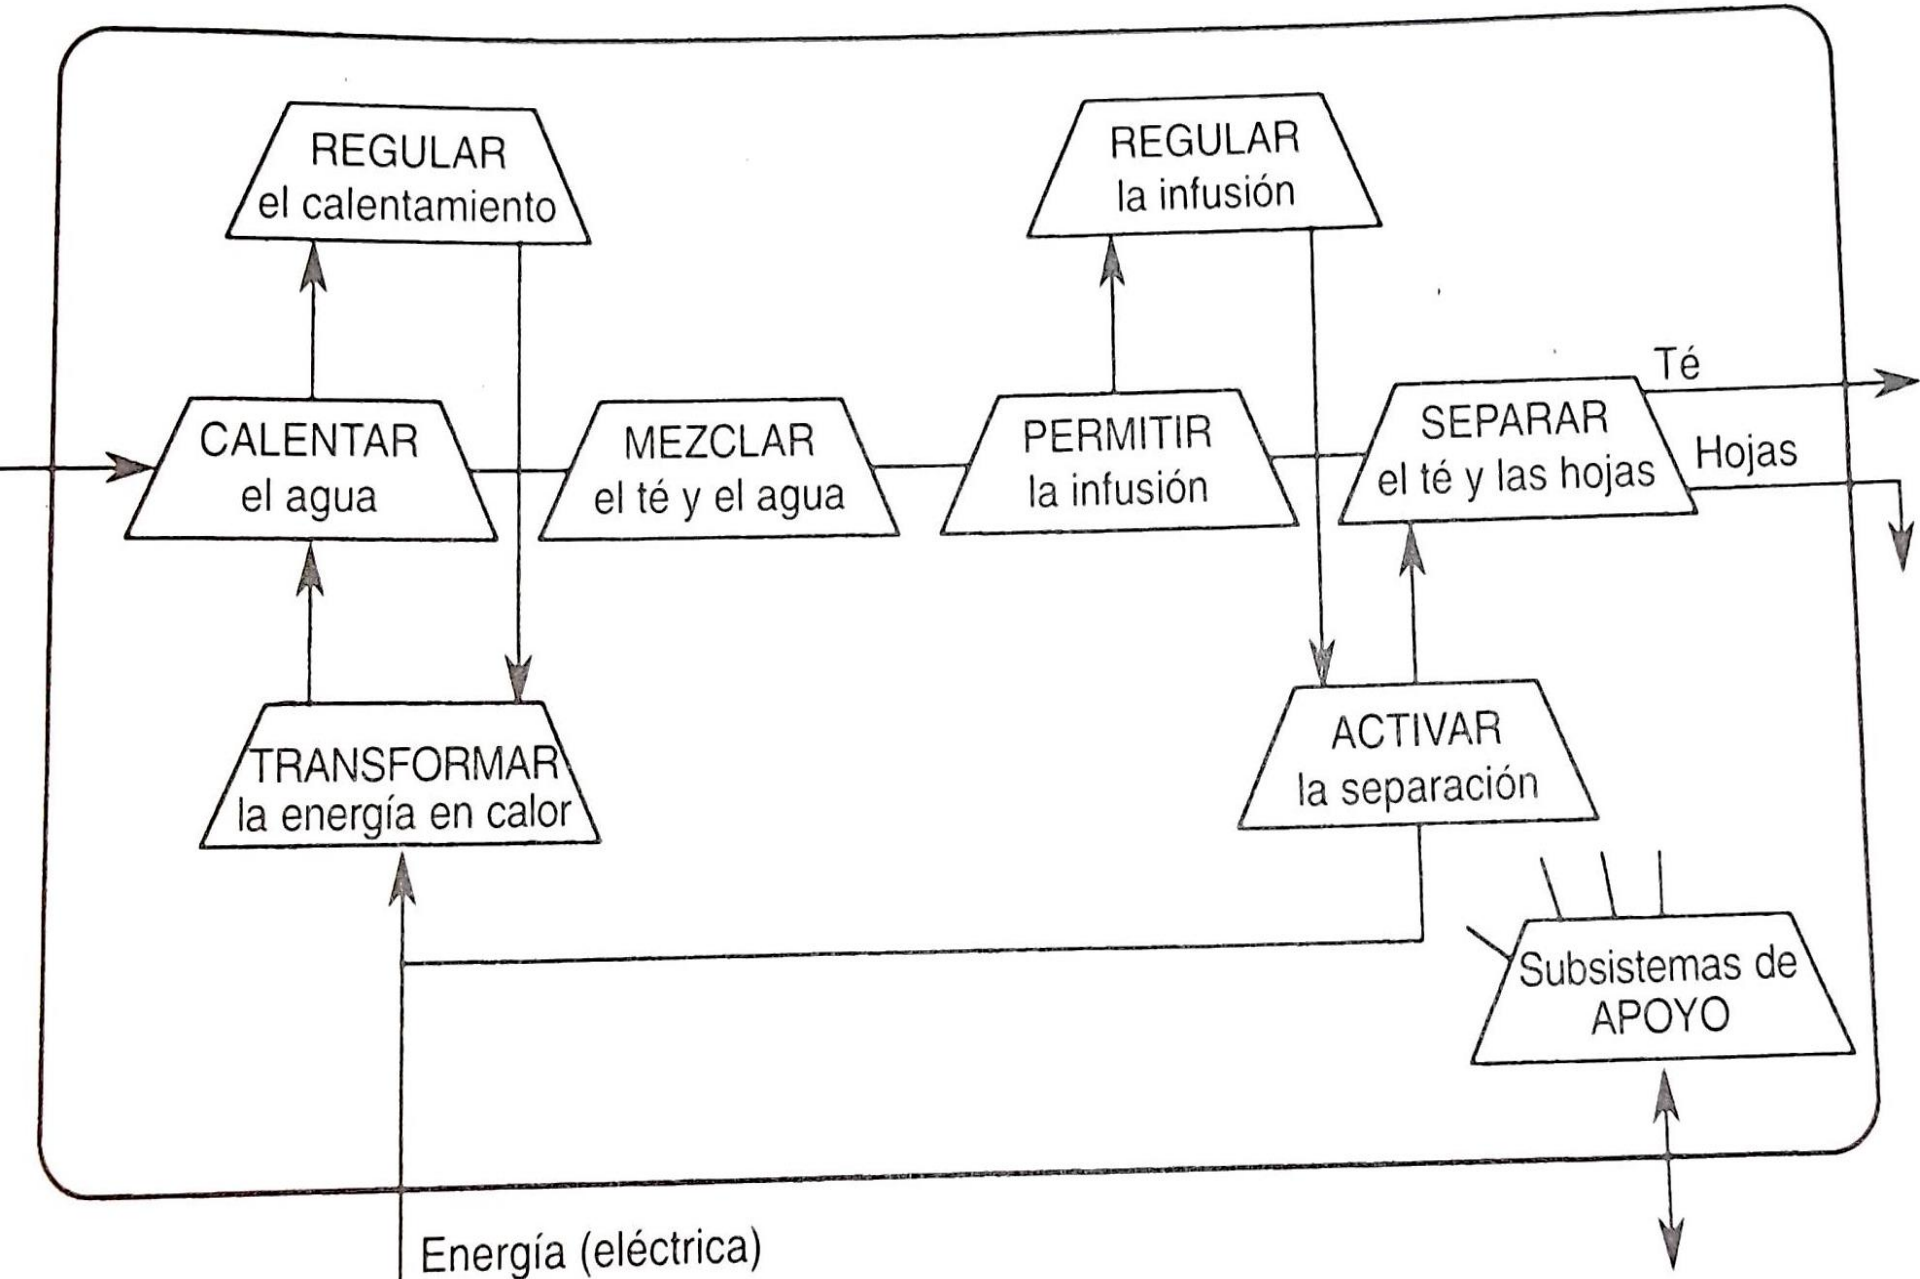 REGULAR
el calentamiento
REGULAR
la infusión
CALENTAR
el agua
MEZCLAR
el té y el agua
PERMITIR
la infusión
SEPARAR
el té y las hojas
Té
Hojas
TRANSFORMAR
la energía en calor
ACTIVAR
la separación
Subsistemas de
APOYO
Energía (eléctrica)